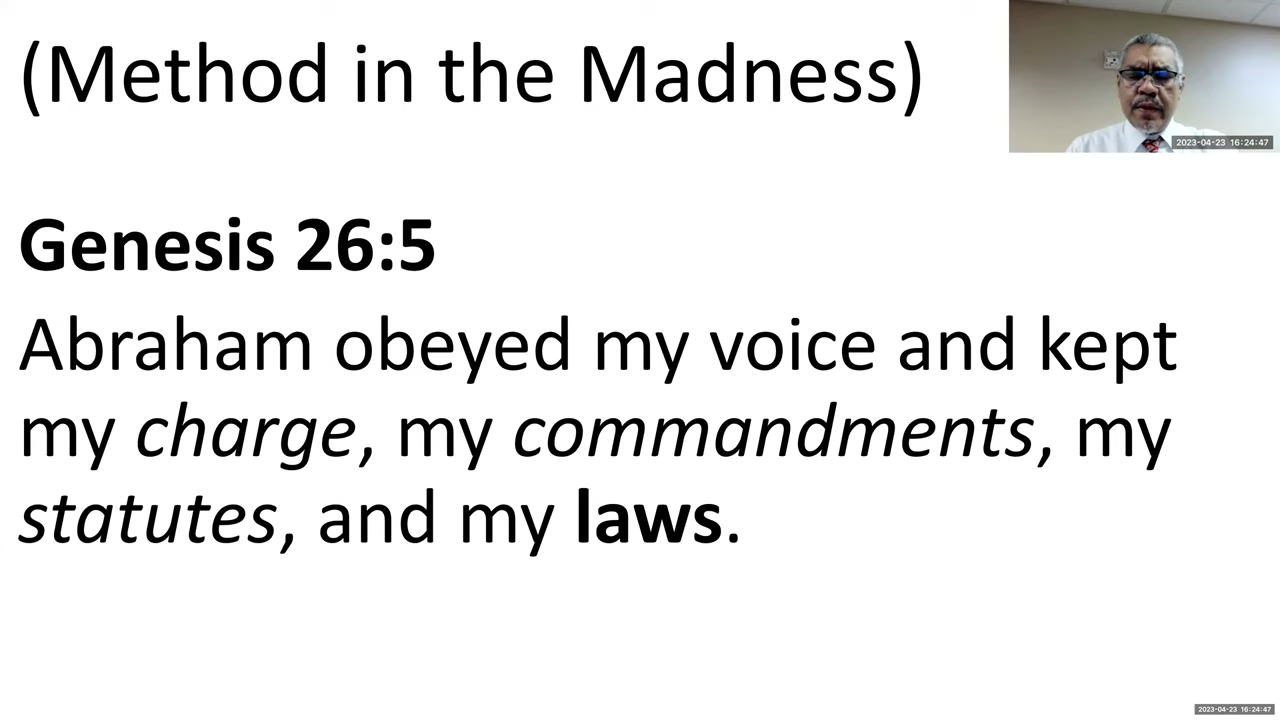 (Method in the Madness)
2023-04-23 16:24:47
Genesis 26:5
Abraham obeyed my voice and kept
my charge, my commandments, my
statutes, and my laws.
2023-04-23 16:24:47